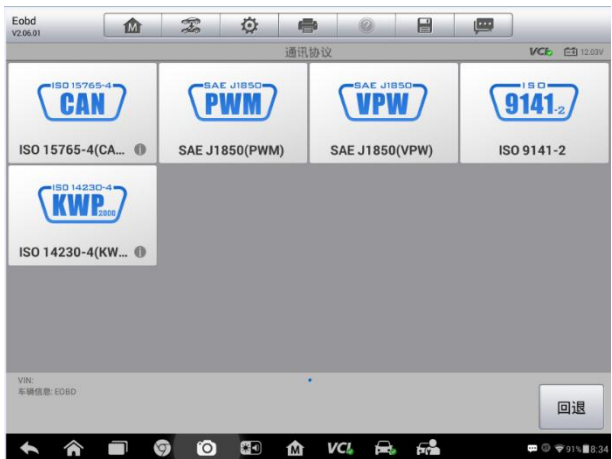 Eobd
V2.06.01
通讯协议
VCI
12.03V
ISO 15765-4
CAN
ISO 15765-4(CA...
SAE J1850
PWM
SAE J1850(PWM)
SAE J1850
VPW
SAE J1850(VPW)
ISO
9141-2
ISO 9141-2
ISO 14230-4
KWP2000
ISO 14230-4(KW...
VIN:
车辆信息: EOBD
回退
M
VCI
91%
8:34